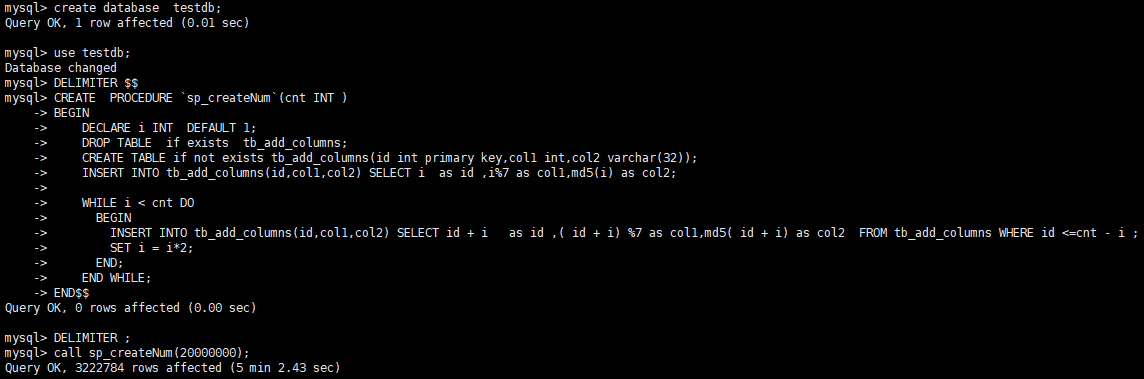 mysql> create database  testdb;
Query OK, 1 row affected (0.01 sec)

mysql> use testdb;
Database changed
mysql> DELIMITER $$
mysql> CREATE  PROCEDURE `sp_createNum`(cnt INT )
    -> BEGIN
    ->     DECLARE i INT  DEFAULT 1;
    ->     DROP TABLE  if exists  tb_add_columns;
    ->     CREATE TABLE if not exists tb_add_columns(id int primary key,col1 int,col2 varchar(32));
    ->     INSERT INTO tb_add_columns(id,col1,col2) SELECT i  as id ,i%7 as col1,md5(i) as col2;
    ->
    ->     WHILE i < cnt DO
    ->       BEGIN
    ->         INSERT INTO tb_add_columns(id,col1,col2) SELECT id + i   as id ,( id + i) %7 as col1,md5( id + i) as col2  FROM tb_add_columns WHERE id <=cnt - i ;
    ->         SET i = i*2;
    ->       END;
    ->     END WHILE;
    -> END$$
Query OK, 0 rows affected (0.00 sec)

mysql> DELIMITER ;
mysql> call sp_createNum(20000000);
Query OK, 3222784 rows affected (5 min 2.43 sec)